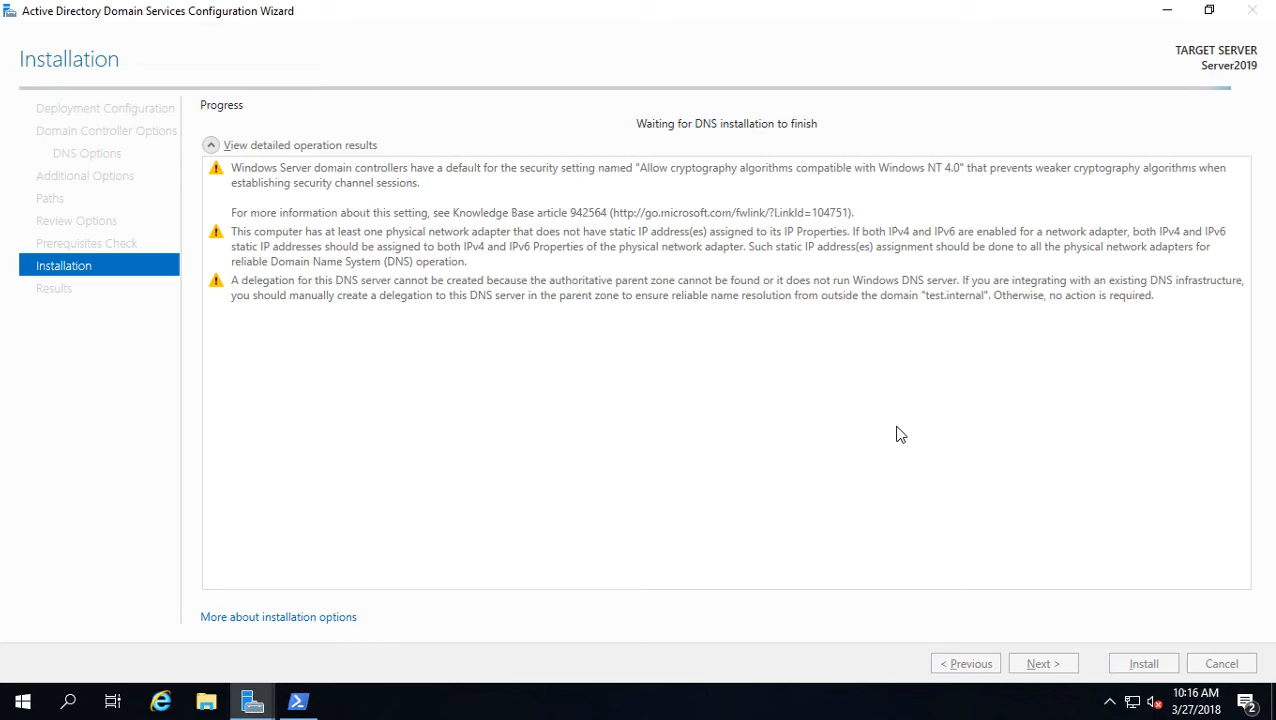 Active Directory Domain Services Configuration Wizard
Installation
TARGET SERVER
Server2019
Deployment Configuration
Domain Controller Options
DNS Options
Additional Options
Paths
Review Options
Prerequisites Check
Installation
Results
Progress
Waiting for DNS installation to finish
View detailed operation results
Windows Server domain controllers have a default for the security setting named "Allow cryptography algorithms compatible with Windows NT 4.0" that prevents weaker cryptography algorithms when
establishing security channel sessions.
For more information about this setting, see Knowledge Base article 942564 (http://go.microsoft.com/fwlink/?LinkId=104751).
This computer has at least one physical network adapter that does not have static IP address(es) assigned to its IP Properties. If both IPv4 and IPv6 are enabled for a network adapter, both IPv4 and IPv6
static IP addresses should be assigned to both IPv4 and IPv6 Properties of the physical network adapter. Such static IP address(es) assignment should be done to all the physical network adapters for
reliable Domain Name System (DNS) operation.
A delegation for this DNS server cannot be created because the authoritative parent zone cannot be found or it does not run Windows DNS server. If you are integrating with an existing DNS infrastructure,
you should manually create a delegation to this DNS server in the parent zone to ensure reliable name resolution from outside the domain "test.internal". Otherwise, no action is required.
More about installation options
< Previous
Next >
Install
Cancel
10:16 AM
3/27/2018
2